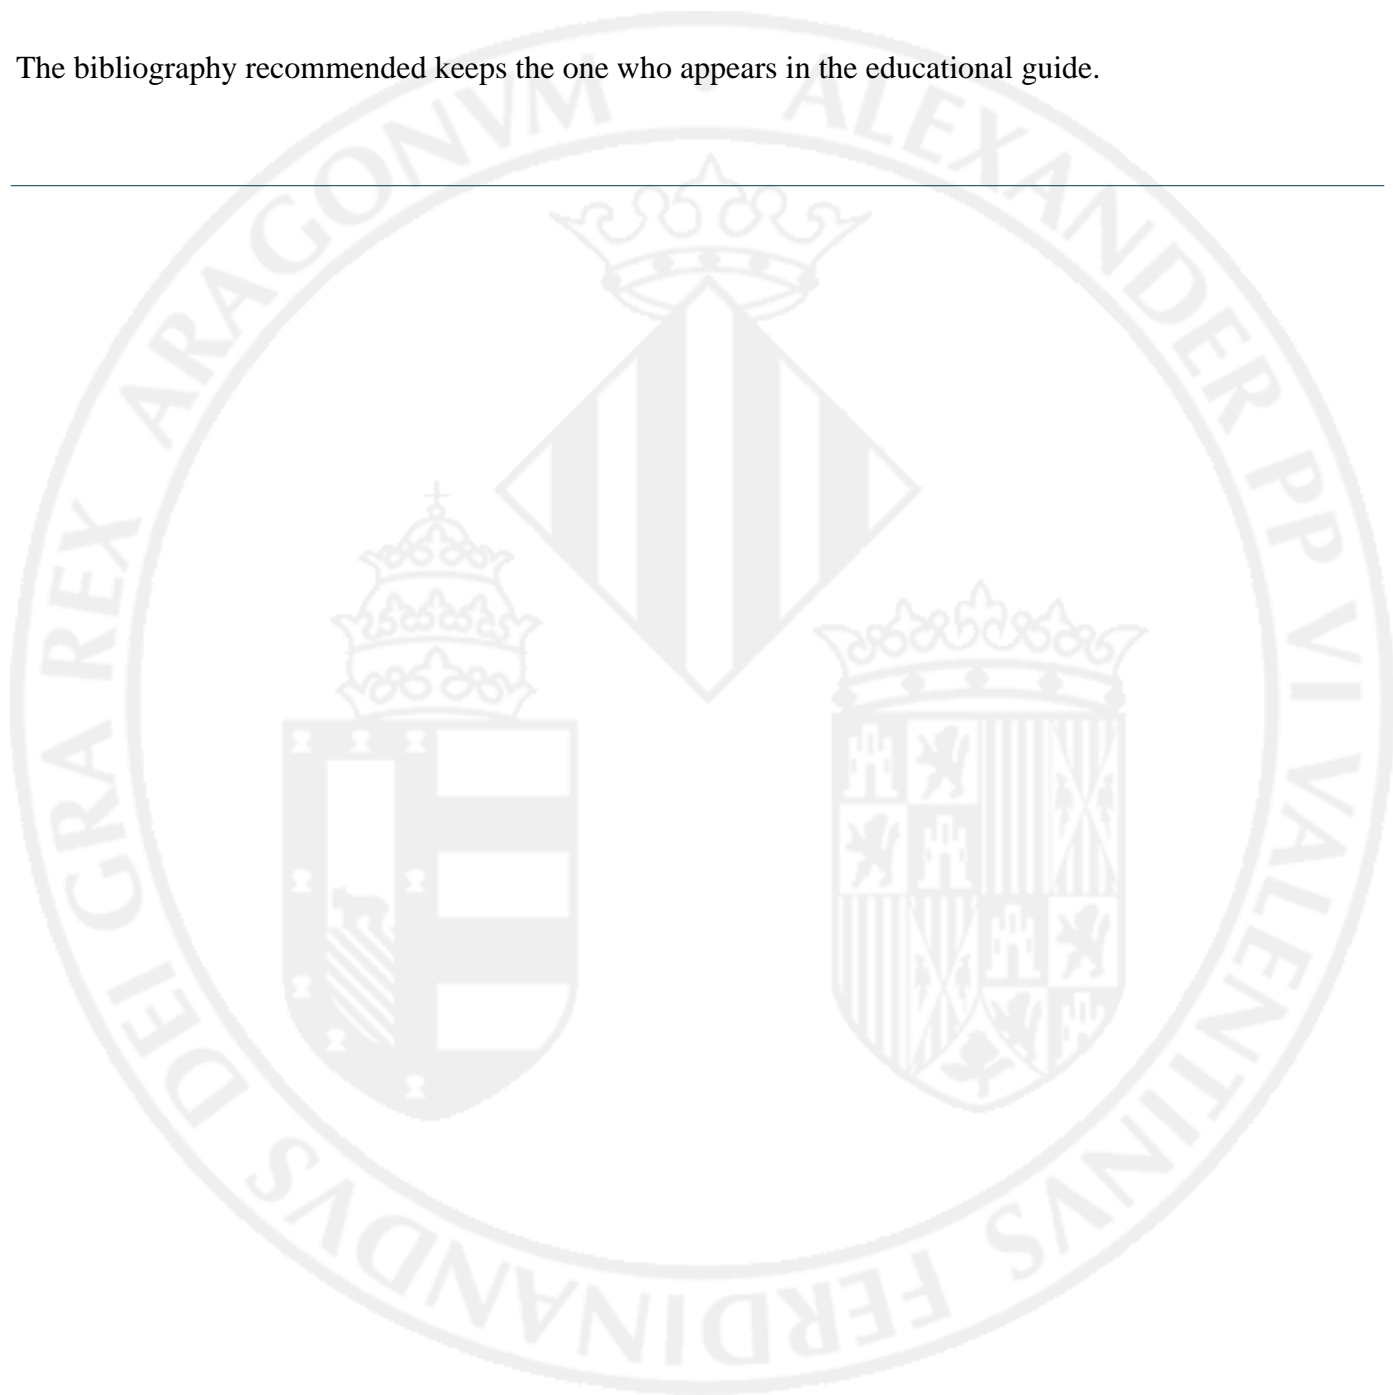 The bibliography recommended keeps the one who appears in the educational guide.
ALEXANDER PP VI VALENTINVS FERDINANDVS DEI GRA REX ARAGONVM